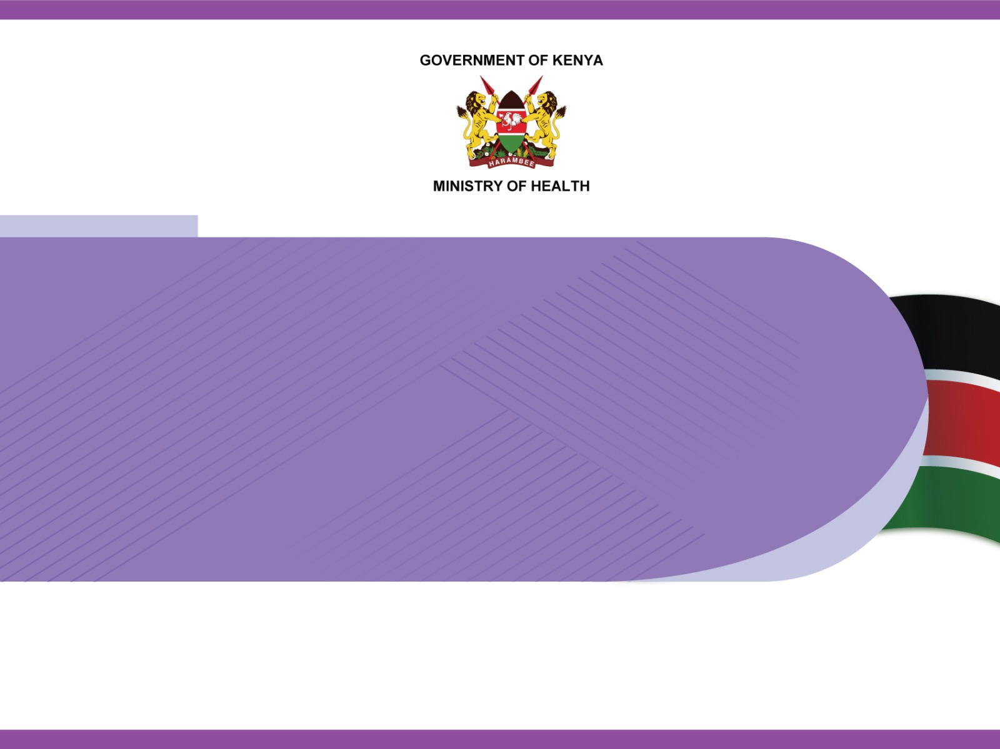 GOVERNMENT OF KENYA
HARAMBEE
MINISTRY OF HEALTH